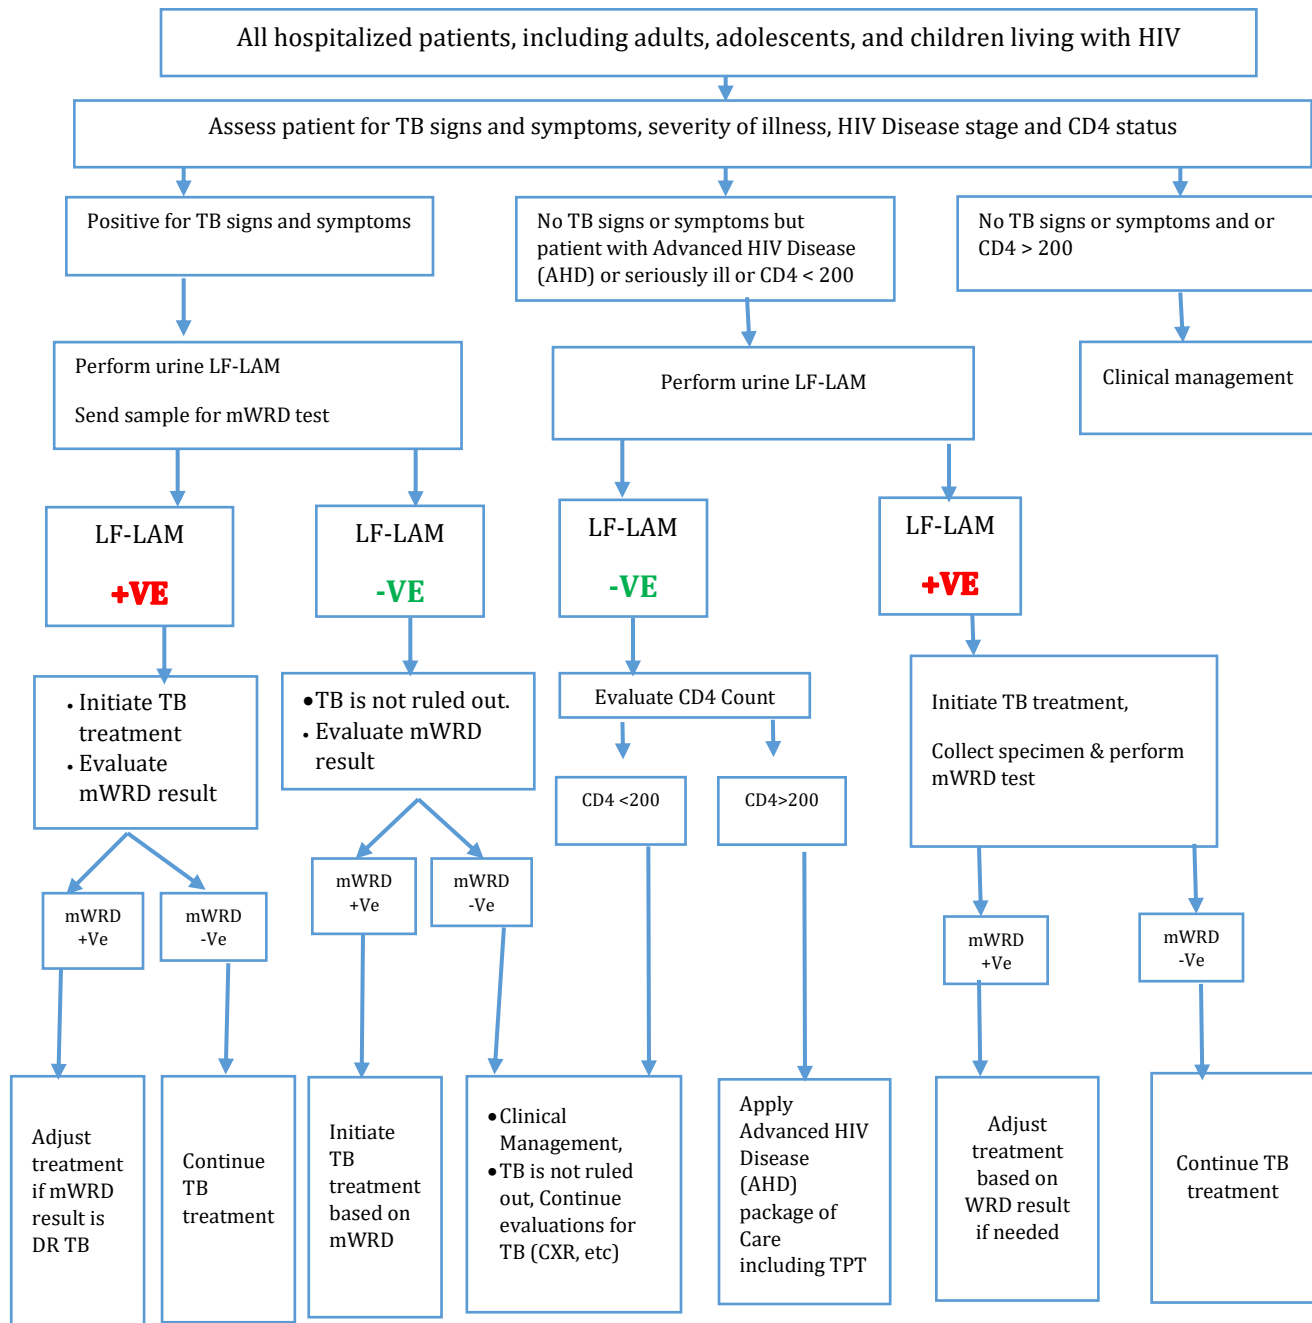 All hospitalized patients, including adults, adolescents, and children living with HIV
Assess patient for TB signs and symptoms, severity of illness, HIV Disease stage and CD4 status
Positive for TB signs and symptoms
No TB signs or symptoms but
patient with Advanced HIV Disease
(AHD) or seriously ill or CD4 < 200
No TB signs or symptoms and or
CD4 > 200
Perform urine LF-LAM
Send sample for mWRD test
Perform urine LF-LAM
Clinical management
LF-LAM
+VE
LF-LAM
-VE
LF-LAM
-VE
LF-LAM
+VE
• Initiate TB
treatment
• Evaluate
mWRD result
• TB is not ruled out.
• Evaluate mWRD
result
Evaluate CD4 Count
Initiate TB treatment,
Collect specimen & perform
mWRD test
CD4 <200
CD4>200
mWRD
+Ve
mWRD
-Ve
mWRD
+Ve
mWRD
-Ve
mWRD
+Ve
mWRD
-Ve
Adjust
treatment
if mWRD
result is
DR TB
Continue
TB
treatment
Initiate
TB
treatment
based on
mWRD
• Clinical
Management,
• TB is not ruled
out, Continue
evaluations for
TB (CXR, etc)
Apply
Advanced HIV
Disease
(AHD)
package of
Care
including TPT
Adjust
treatment
based on
WRD result
if needed
Continue TB
treatment